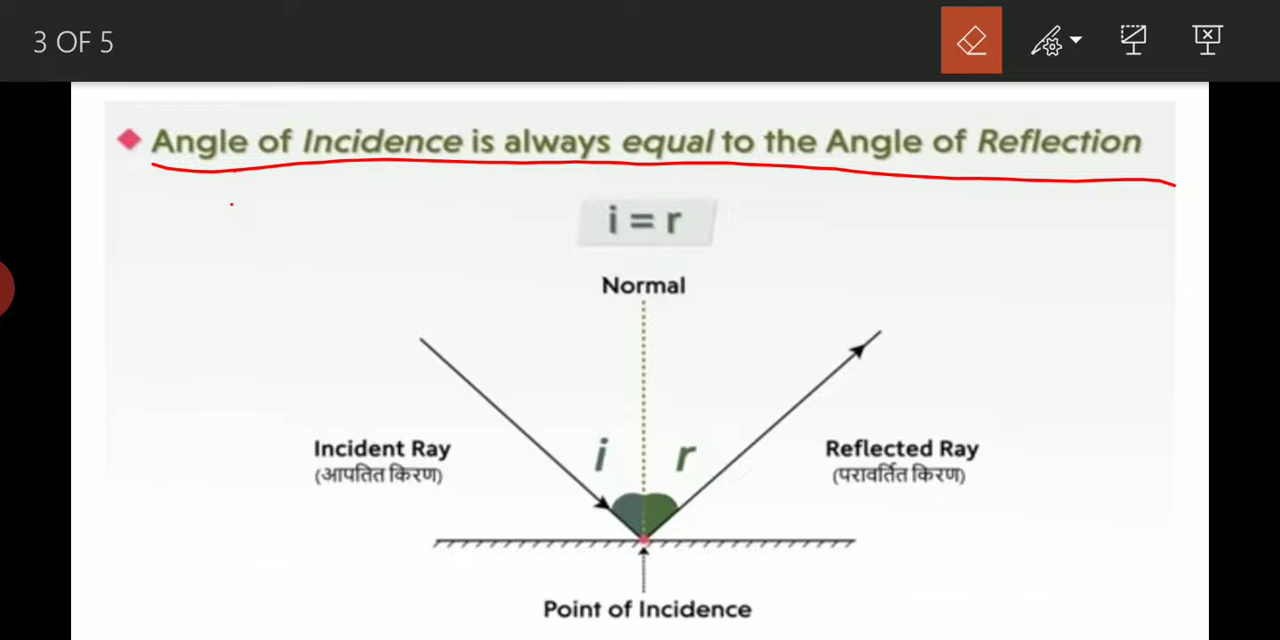 3 OF 5
Angle of Incidence is always equal to the Angle of Reflection
i = r
Normal
i r
Incident Ray
(आपतित किरण)
Reflected Ray
(परावर्तित किरण)
Point of Incidence